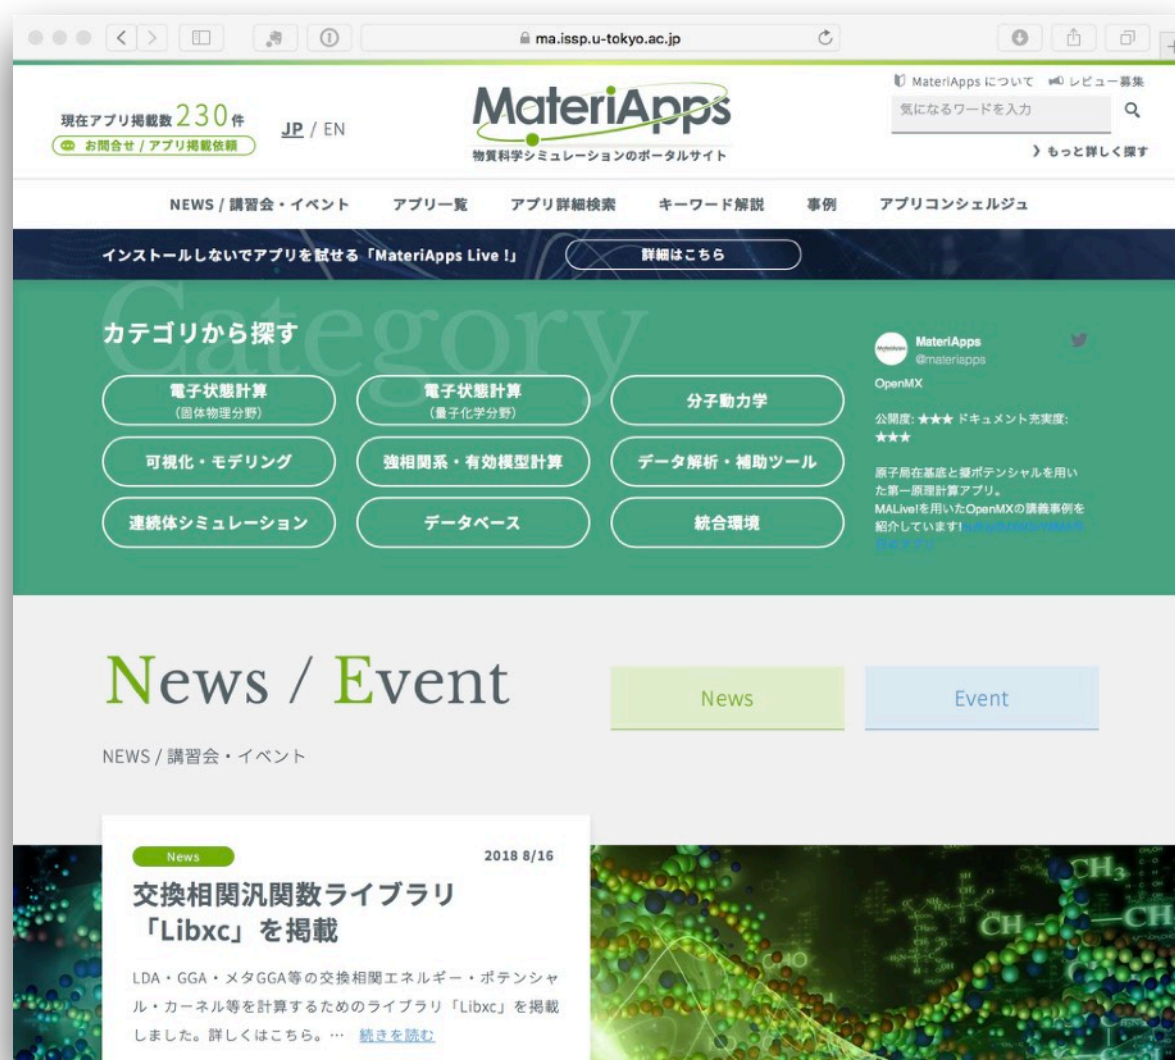 ma.issp.u-tokyo.ac.jp
MateriApps について レビュー募集
現在アプリ掲載数 230 件
お問合せ / アプリ掲載依頼
JP / EN
MateriApps
物質科学シミュレーションのポータルサイト
気になるワードを入力
もっと詳しく探す
NEWS / 講習会・イベント アプリ一覧 アプリ詳細検索 キーワード解説 事例 アプリコンシェルジュ
インストールしないでアプリを試せる「MateriApps Live !」 詳細はこちら
Category
カテゴリから探す
電子状態計算
(固体物理分野)
電子状態計算
(量子化学分野)
分子動力学
可視化・モデリング
強相関系・有効模型計算
データ解析・補助ツール
連続体シミュレーション
データベース
統合環境
MateriApps
@materiapps
OpenMX
公開度: ★★★ ドキュメント充実度:
★★★
原子局在基底と擬ポテンシャルを用い
た第一原理計算アプリ。
MALive!を用いたOpenMXの講義事例を
紹介しています!
News / Event
News
Event
NEWS / 講習会・イベント
News
2018 8/16
交換相関汎関数ライブラリ
「Libxc」を掲載
LDA・GGA・メタGGA等の交換相関エネルギー・ポテンシャ
ル・カーネル等を計算するためのライブラリ「Libxc」を掲載
しました。詳しくはこちら。… 続きを読む
CH₃
CH
CH